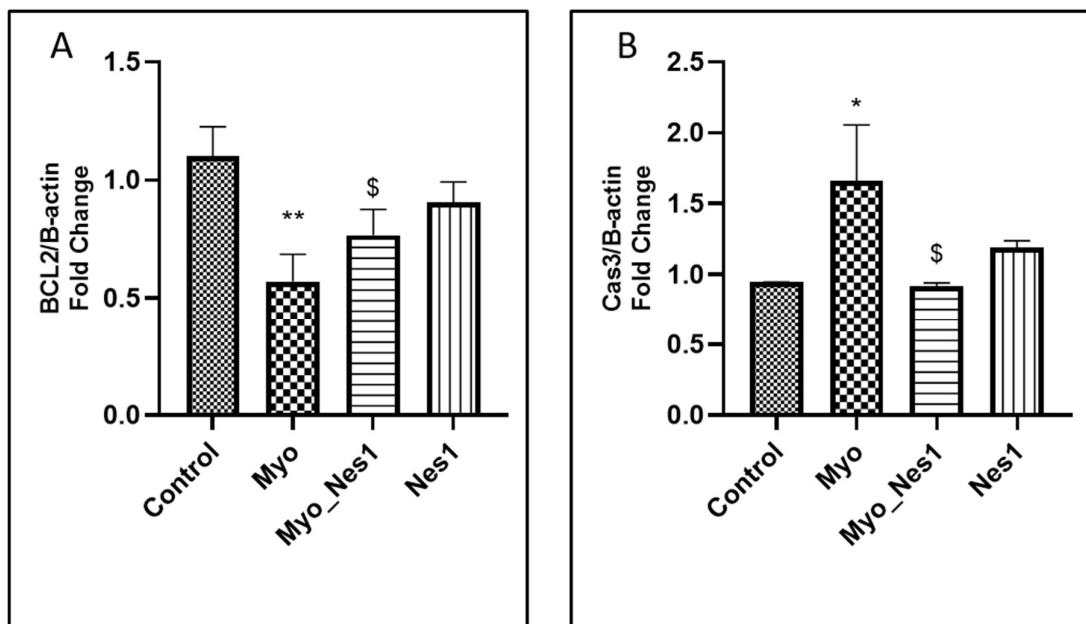 A
BCL2/B-actin
Fold Change
1.5
1.0
0.5
0.0
**
$
Control
Myo
Myo_Nes1
Nes1
B
Cas3/B-actin
Fold Change
2.5
2.0
1.5
1.0
0.5
0.0
*
$
Control
Myo
Myo_Nes1
Nes1